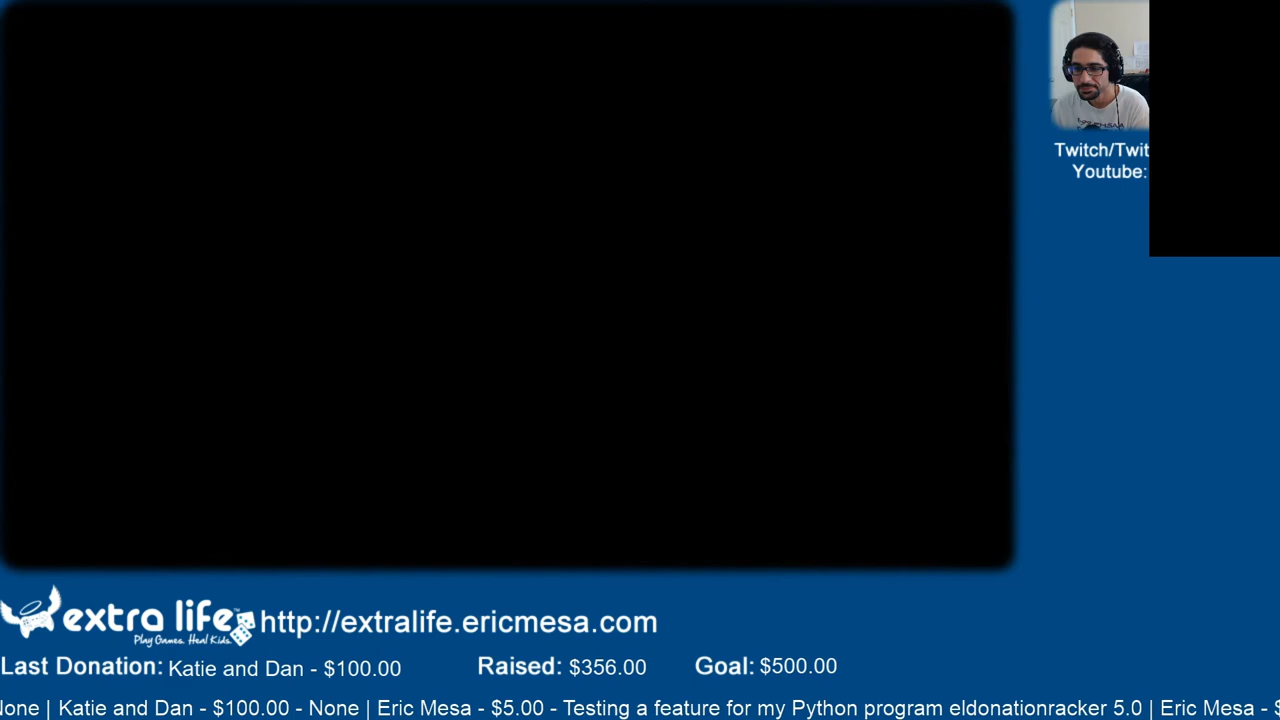 Twitch/Twit
Youtube:
extra life
Play Games. Heal Kids.
http://extralife.ericmesa.com
Last Donation: Katie and Dan - $100.00 Raised: $356.00 Goal: $500.00
None | Katie and Dan - $100.00 - None | Eric Mesa - $5.00 - Testing a feature for my Python program eldonationracker 5.0 | Eric Mesa - $